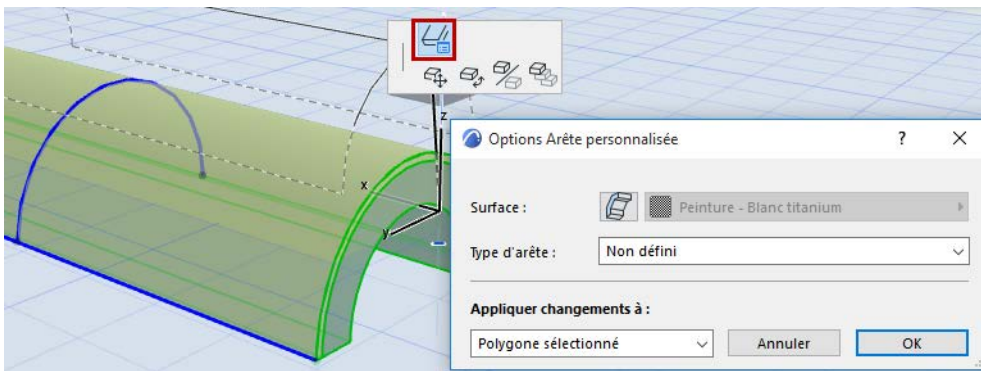 z
x
y
Options Arête personnalisée ? ×
Surface : Peinture - Blanc titanium
Type d'arête : Non défini
Appliquer changements à :
Polygone sélectionné Annuler OK